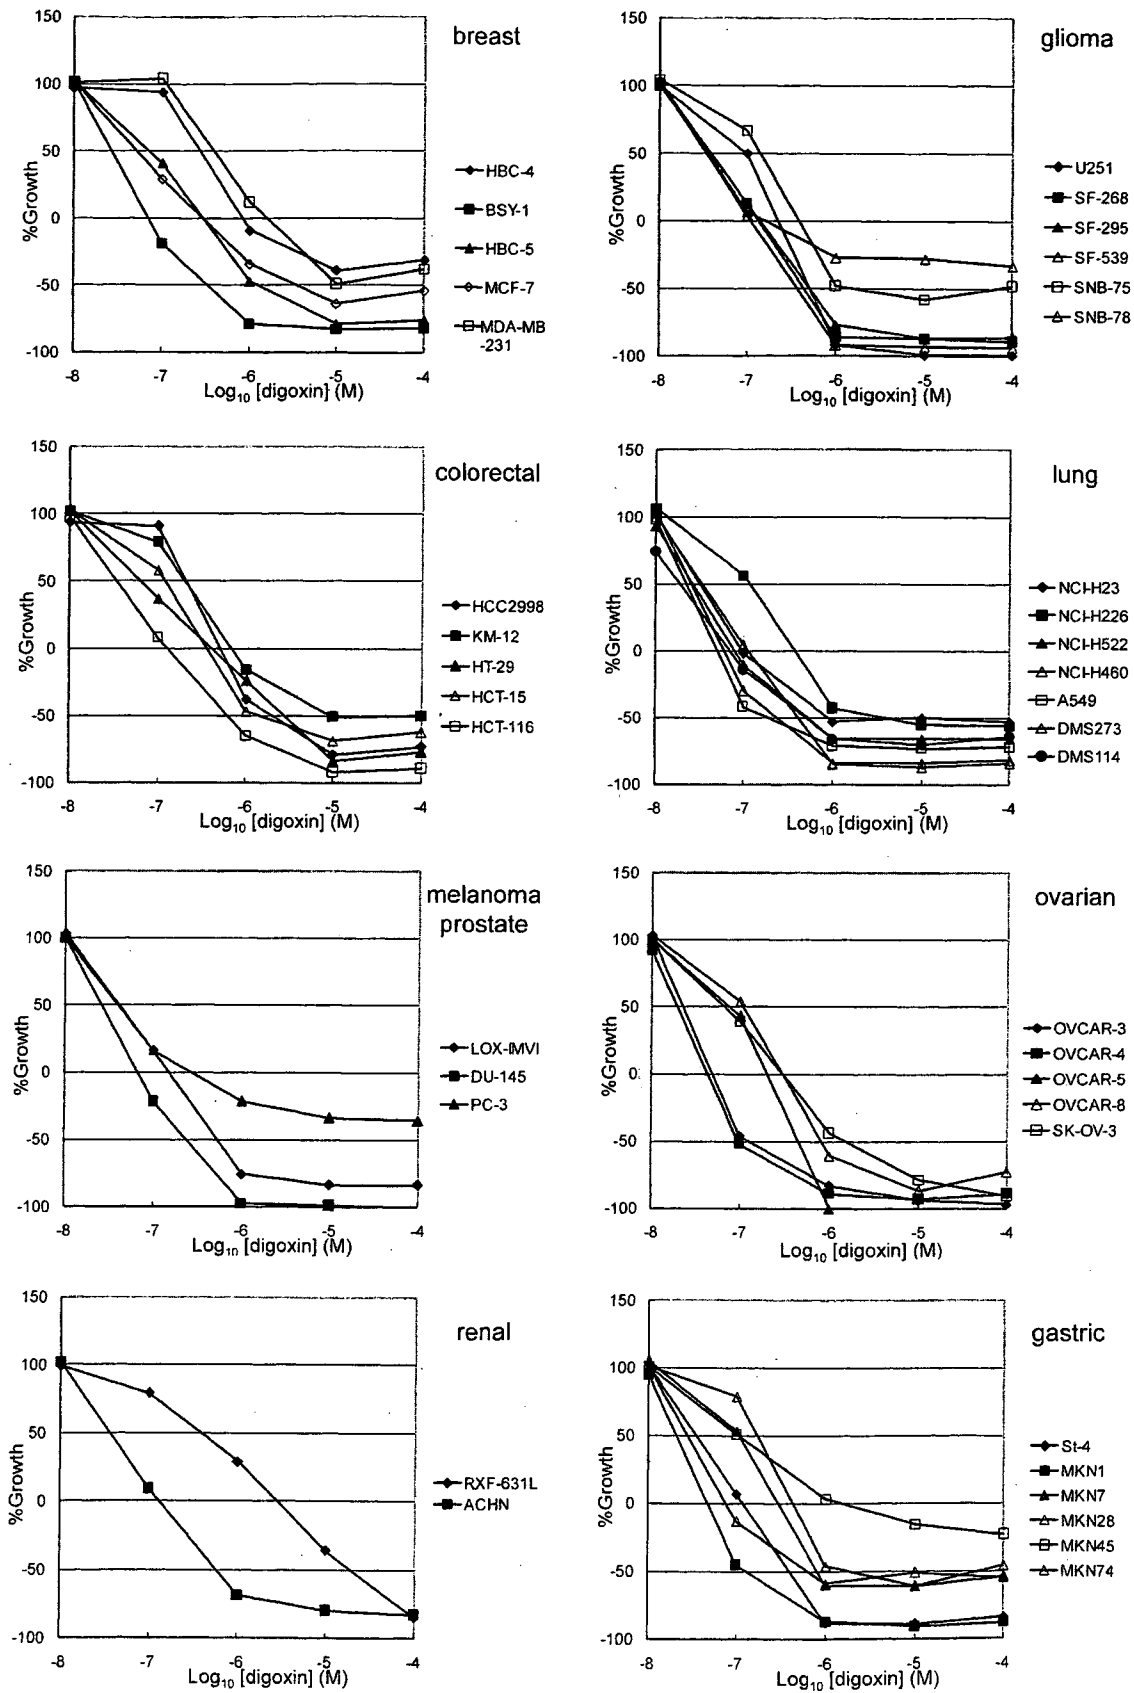 breast
%Growth
150
100
50
0
-50
-100
-8 -7 -6 -5 -4
Log10 [digoxin] (M)
HBC-4
BSY-1
HBC-5
MCF-7
MDA-MB
-231
glioma
%Growth
150
100
50
0
-50
-100
-8 -7 -6 -5 -4
Log10 [digoxin] (M)
U251
SF-268
SF-295
SF-539
SNB-75
SNB-78
colorectal
%Growth
150
100
50
0
-50
-100
-8 -7 -6 -5 -4
Log10 [digoxin] (M)
HCC2998
KM-12
HT-29
HCT-15
HCT-116
lung
%Growth
150
100
50
0
-50
-100
-8 -7 -6 -5 -4
Log10 [digoxin] (M)
NCI-H23
NCI-H226
NCI-H522
NCI-H460
A549
DMS273
DMS114
melanoma
prostate
%Growth
150
100
50
0
-50
-100
-8 -7 -6 -5 -4
Log10 [digoxin] (M)
LOX-IMVI
DU-145
PC-3
ovarian
%Growth
150
100
50
0
-50
-100
-8 -7 -6 -5 -4
Log10 [digoxin] (M)
OVCAR-3
OVCAR-4
OVCAR-5
OVCAR-8
SK-OV-3
renal
%Growth
150
100
50
0
-50
-100
-8 -7 -6 -5 -4
Log10 [digoxin] (M)
RXF-631L
ACHN
gastric
%Growth
150
100
50
0
-50
-100
-8 -7 -6 -5 -4
Log10 [digoxin] (M)
St-4
MKN1
MKN7
MKN28
MKN45
MKN74